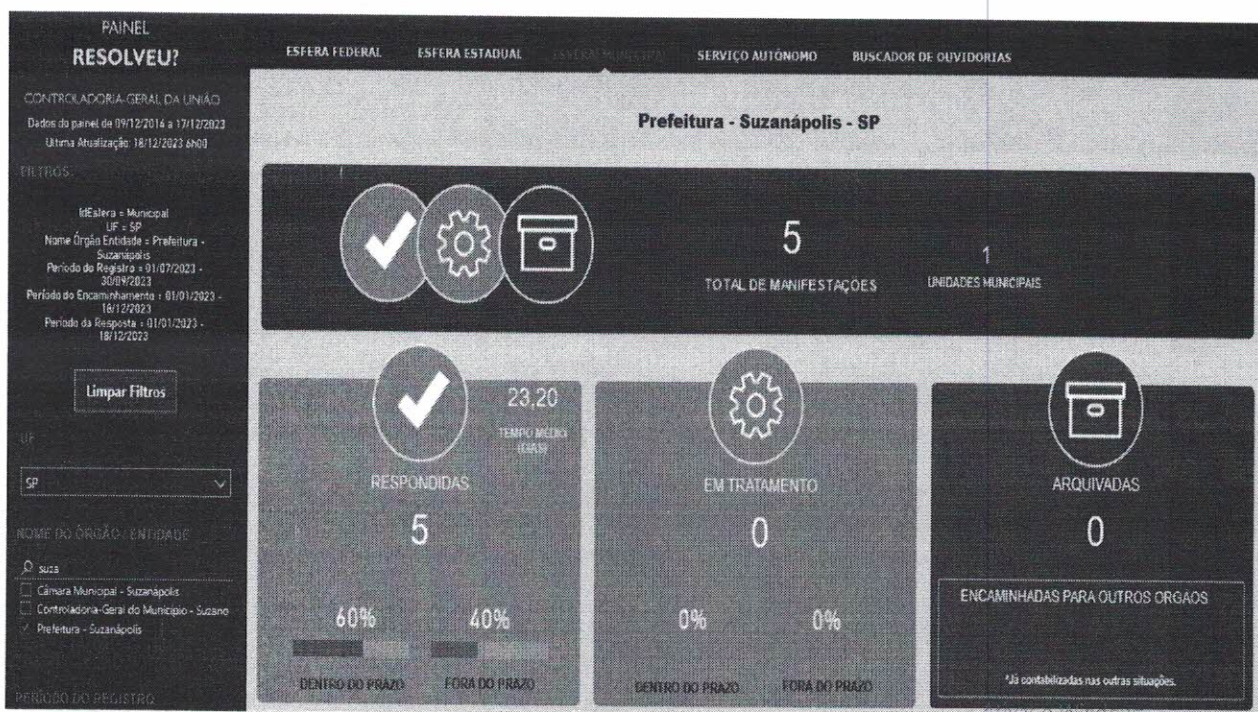 PAINEL
RESOLVEU?
CONTROLADORIA-GERAL DA UNIÃO
Dados do painel de 09/12/2016 a 17/12/2023
Ultima Atualização: 18/12/2023 6h00
FILTROS:
IdEsfera = Municipal
UF = SP
Nome Órgão Entidade = Prefeitura -
Suzanápolis
Período do Registro = 01/07/2023 -
30/09/2023
Período do Encaminhamento = 01/01/2023 -
18/12/2023
Período da Resposta = 01/01/2023 -
18/12/2023
Limpar Filtros
UF
SP
NOME DO ÓRGÃO / ENTIDADE
suza
Câmara Municipal - Suzanápolis
Controladoria-Geral do Município - Suzano
Prefeitura - Suzanápolis
PERÍODO DO REGISTRO
ESFERA FEDERAL ESFERA ESTADUAL ESFERA MUNICIPAL SERVIÇO AUTÔNOMO BUSCADOR DE OUVIDORIAS
Prefeitura - Suzanápolis - SP
5
TOTAL DE MANIFESTAÇÕES
1
UNIDADES MUNICIPAIS
23,20
TEMPO MÉDIO
(DIAS)
RESPONDIDAS
5
60% 40%
DENTRO DO PRAZO FORA DO PRAZO
EM TRATAMENTO
0
0% 0%
DENTRO DO PRAZO FORA DO PRAZO
ARQUIVADAS
0
ENCAMINHADAS PARA OUTROS ORGAOS
*Já contabilizadas nas outras situações.